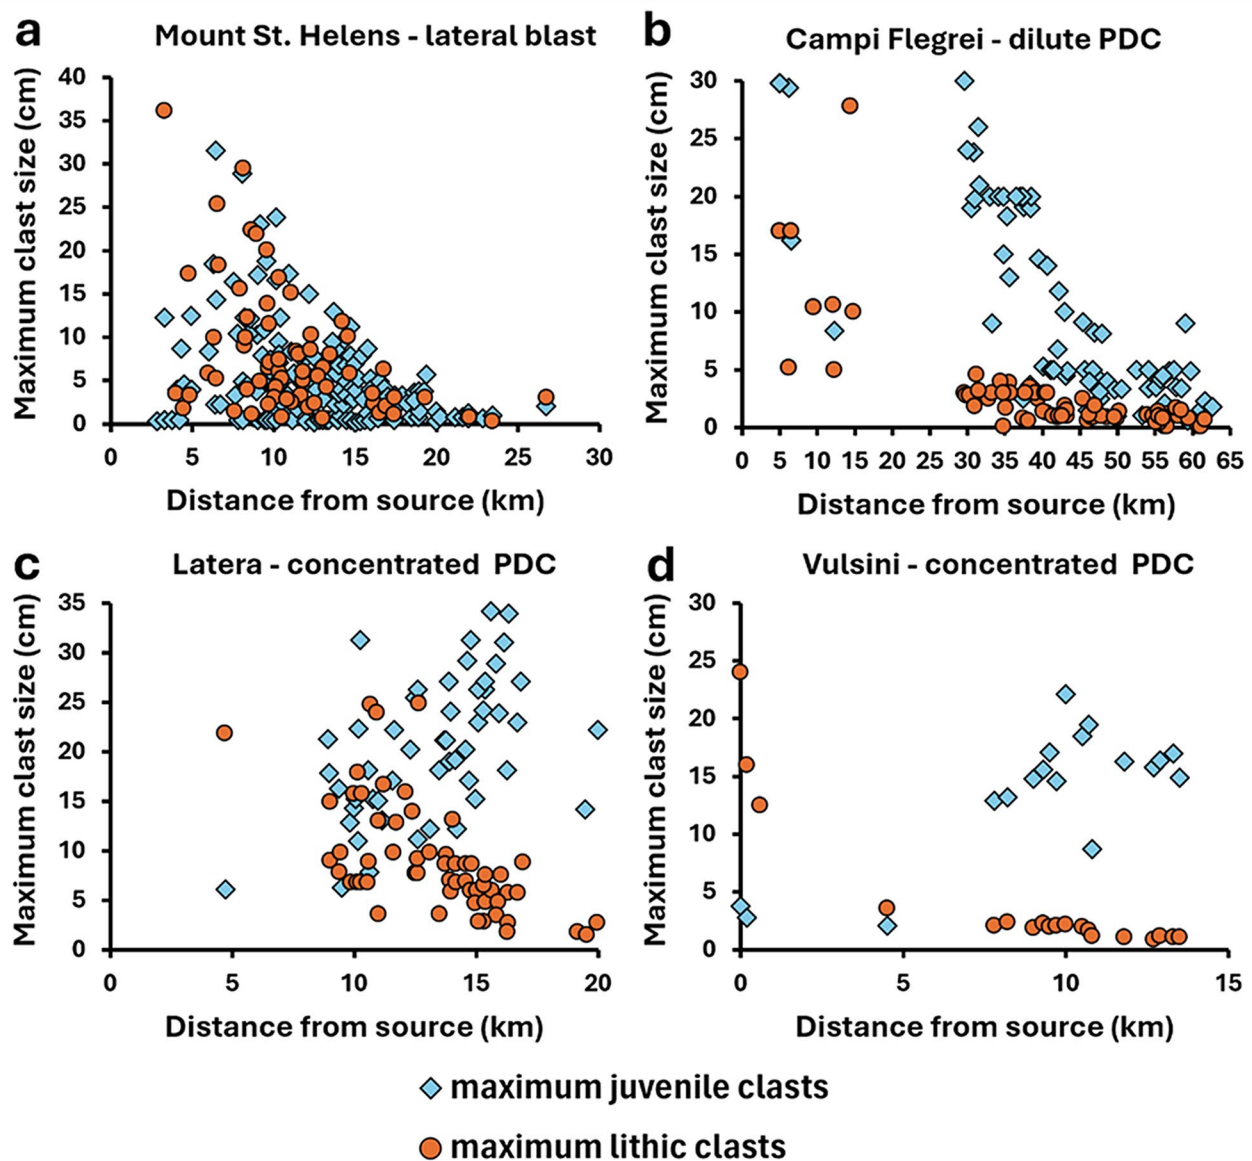 a Mount St. Helens - lateral blast
Maximum clast size (cm)
40
35
30
25
20
15
10
5
0
0 5 10 15 20 25 30
Distance from source (km)
b Campi Flegrei - dilute PDC
Maximum clast size (cm)
30
25
20
15
10
5
0
0 5 10 15 20 25 30 35 40 45 50 55 60 65
Distance from source (km)
c Latera - concentrated PDC
Maximum clast size (cm)
35
30
25
20
15
10
5
0
0 5 10 15 20
Distance from source (km)
d Vulsini - concentrated PDC
Maximum clast size (cm)
30
25
20
15
10
5
0
0 5 10 15
Distance from source (km)
maximum juvenile clasts
maximum lithic clasts